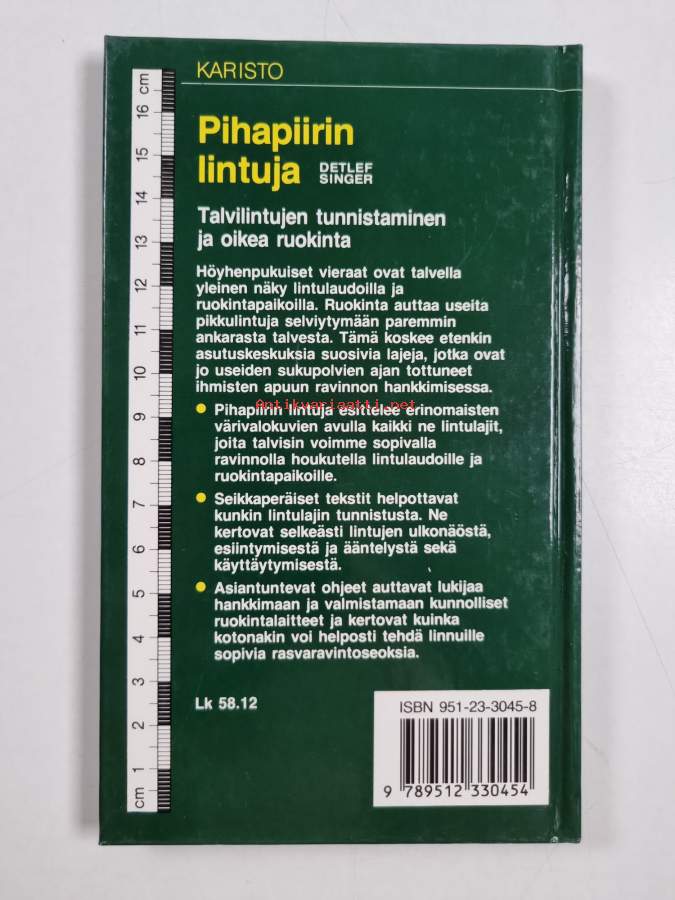 KARISTO
Pihapiirin
lintuja
DETLEF
SINGER
Talvilintujen tunnistaminen
ja oikea ruokinta
Höyhenpukuiset vieraat ovat talvella
yleinen näky lintulaudoilla ja
ruokintapaikoilla. Ruokinta auttaa useita
pikkulintuja selviytymään paremmin
ankarasta talvesta. Tämä koskee etenkin
asutuskeskuksia suosivia lajeja, jotka ovat
jo useiden sukupolvien ajan tottuneet
ihmisten apuun ravinnon hankkimisessa.
Antikvariaatti.net
● Pihapiirin lintuja esittelee erinomaisten
värivalokuvien avulla kaikki ne lintulajit,
joita talvisin voimme sopivalla
ravinnolla houkutella lintulaudoille ja
ruokintapaikoille.
● Seikkaperäiset tekstit helpottavat
kunkin lintulajin tunnistusta. Ne
kertovat selkeästi lintujen ulkonäöstä,
esiintymisestä ja ääntelystä sekä
käyttäytymisestä.
● Asiantuntevat ohjeet auttavat lukijaa
hankkimaan ja valmistamaan kunnolliset
ruokintalaitteet ja kertovat kuinka
kotonakin voi helposti tehdä linnuille
sopivia rasvaravintoseoksia.
Lk 58.12
ISBN 951-23-3045-8
9 789512 330454
cm
16
15
14
13
12
11
10
9
8
7
6
5
4
3
2
1
cm